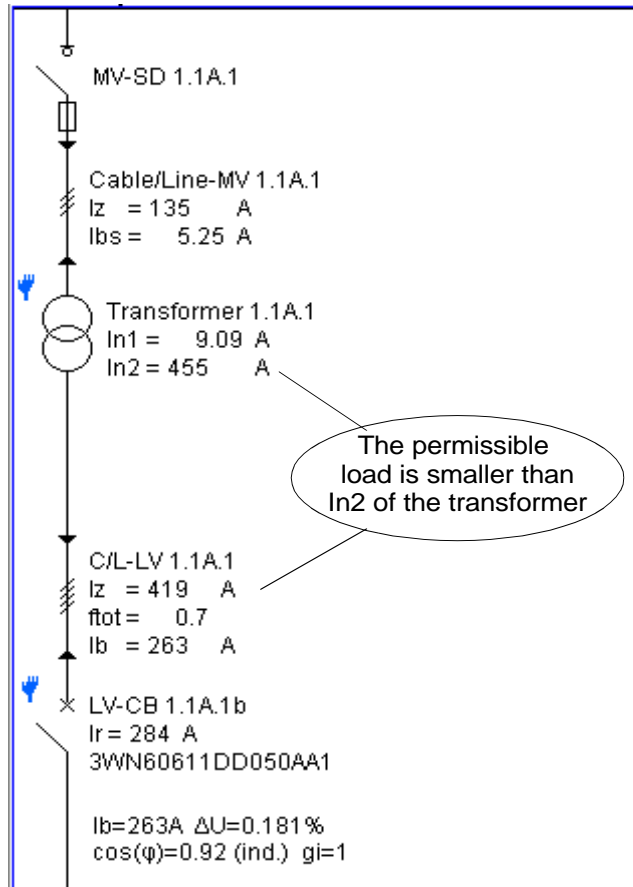 MV-SD 1.1A.1
Cable/Line-MV 1.1A.1
Iz = 135 A
Ibs = 5.25 A
Transformer 1.1A.1
In1 = 9.09 A
In2 = 455 A
The permissible
load is smaller than
In2 of the transformer
C/L-LV 1.1A.1
Iz = 419 A
ftot = 0.7
Ib = 263 A
LV-CB 1.1A.1b
Ir = 284 A
3WN60611DD050AA1
Ib=263A ΔU=0.181%
cos(φ)=0.92 (ind.) gi=1